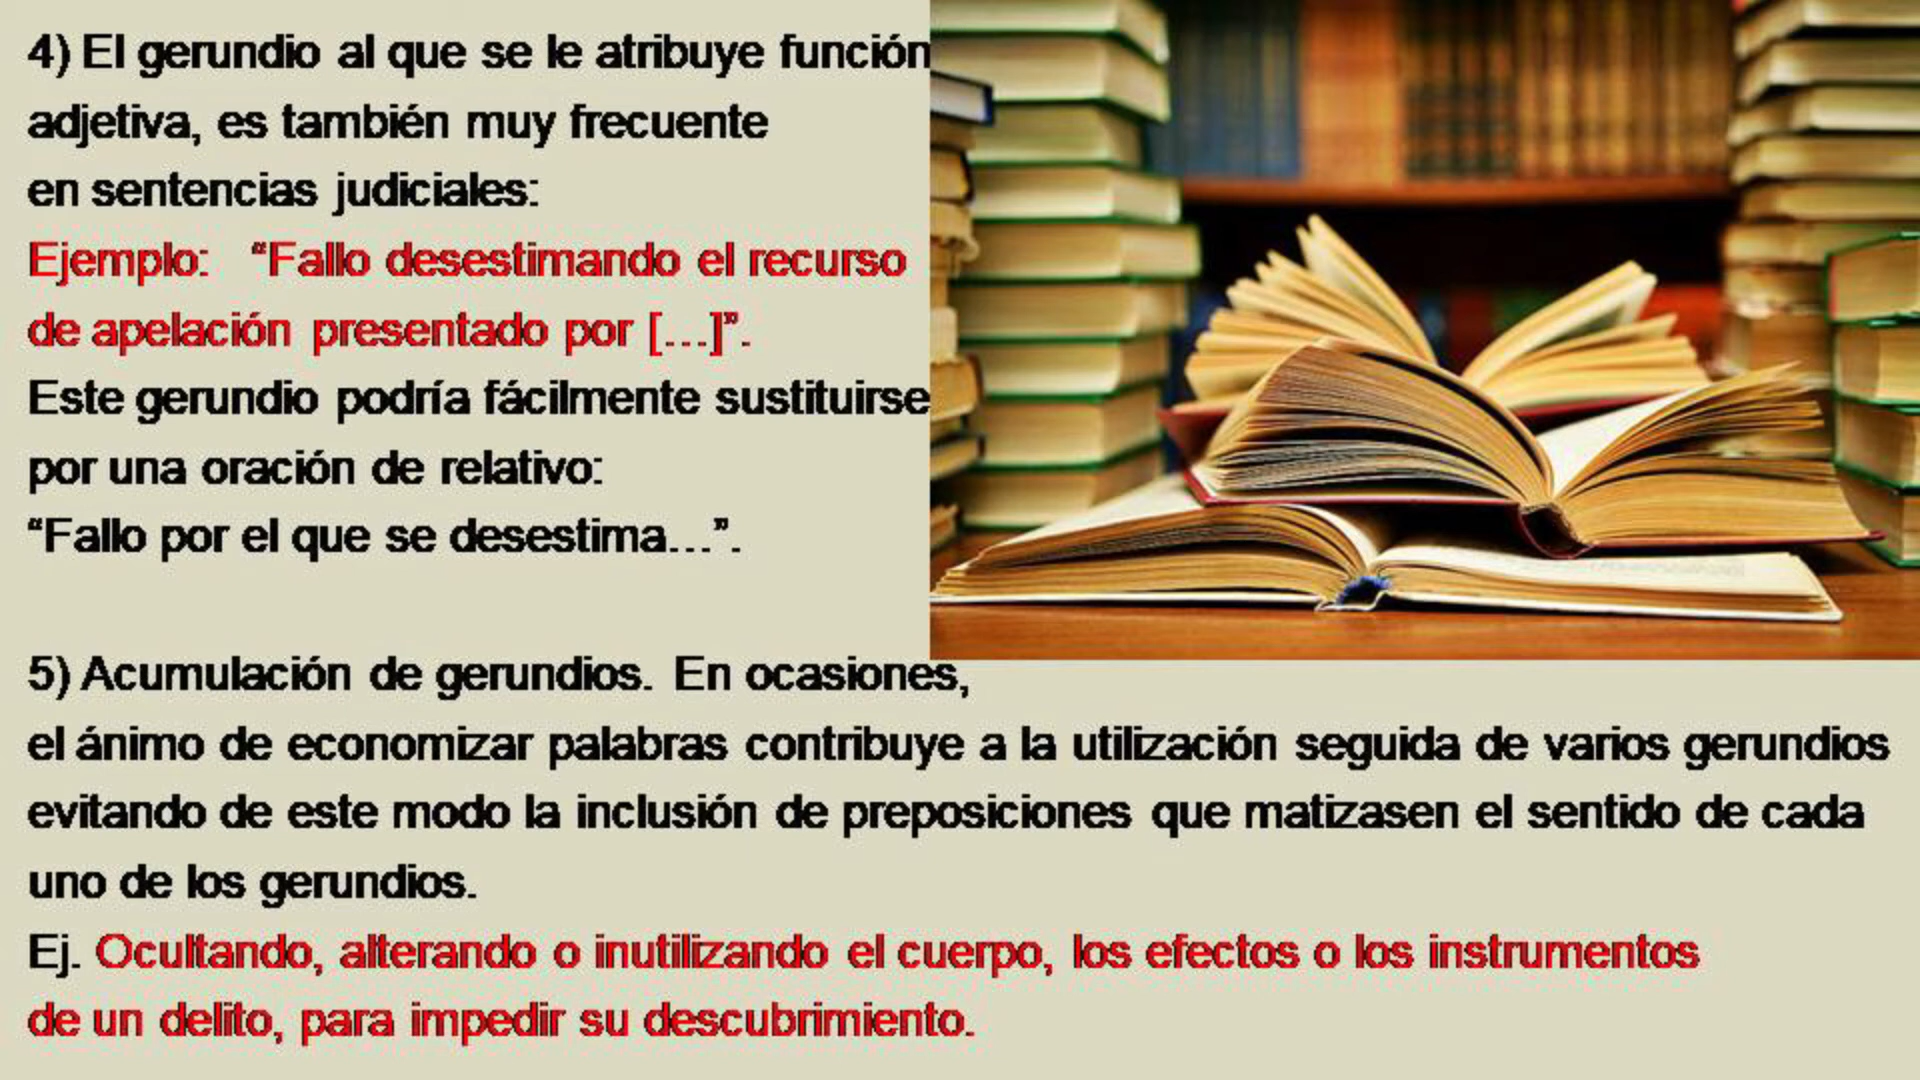 4) El gerundio al que se le atribuye función
adjetiva, es también muy frecuente
en sentencias judiciales:
Ejemplo: “Fallo desestimando el recurso
de apelación presentado por [...]”.
Este gerundio podría fácilmente sustituirse
por una oración de relativo:
“Fallo por el que se desestima...”.
5) Acumulación de gerundios. En ocasiones,
el ánimo de economizar palabras contribuye a la utilización seguida de varios gerundios
evitando de este modo la inclusión de preposiciones que matizasen el sentido de cada
uno de los gerundios.
Ej. Ocultando, alterando o inutilizando el cuerpo, los efectos o los instrumentos
de un delito, para impedir su descubrimiento.